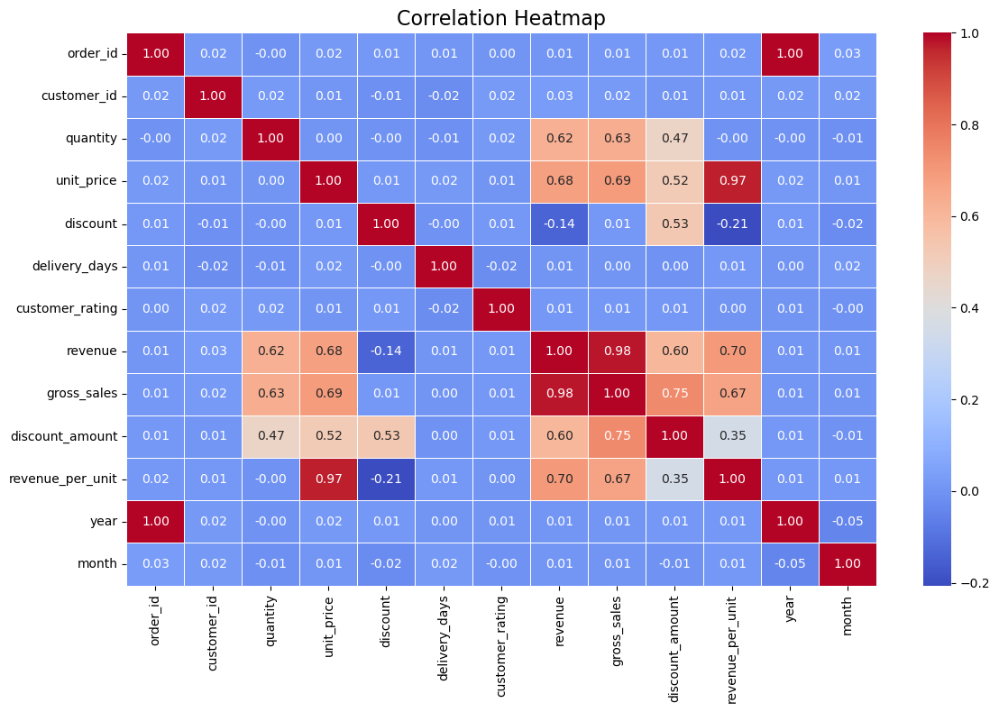 Correlation Heatmap
order_id 1.00 0.02 -0.00 0.02 0.01 0.01 0.00 0.01 0.01 0.01 0.02 1.00 0.03
customer_id 0.02 1.00 0.02 0.01 -0.01 -0.02 0.02 0.03 0.02 0.01 0.01 0.02 0.02
quantity -0.00 0.02 1.00 0.00 -0.00 -0.01 0.02 0.62 0.63 0.47 -0.00 -0.00 -0.01
unit_price 0.02 0.01 0.00 1.00 0.01 0.02 0.01 0.68 0.69 0.52 0.97 0.02 0.01
discount 0.01 -0.01 -0.00 0.01 1.00 -0.00 0.01 -0.14 0.01 0.53 -0.21 0.01 -0.02
delivery_days 0.01 -0.02 -0.01 0.02 -0.00 1.00 -0.02 0.01 0.00 0.00 0.01 0.00 0.02
customer_rating 0.00 0.02 0.02 0.01 0.01 -0.02 1.00 0.01 0.01 0.01 0.00 0.01 -0.00
revenue 0.01 0.03 0.62 0.68 -0.14 0.01 0.01 1.00 0.98 0.60 0.70 0.01 0.01
gross_sales 0.01 0.02 0.63 0.69 0.01 0.00 0.01 0.98 1.00 0.75 0.67 0.01 0.01
discount_amount 0.01 0.01 0.47 0.52 0.53 0.00 0.01 0.60 0.75 1.00 0.35 0.01 -0.01
revenue_per_unit 0.02 0.01 -0.00 0.97 -0.21 0.01 0.00 0.70 0.67 0.35 1.00 0.01 0.01
year 1.00 0.02 -0.00 0.02 0.01 0.00 0.01 0.01 0.01 0.01 0.01 1.00 -0.05
month 0.03 0.02 -0.01 0.01 -0.02 0.02 -0.00 0.01 0.01 -0.01 0.01 -0.05 1.00
order_id
customer_id
quantity
unit_price
discount
delivery_days
customer_rating
revenue
gross_sales
discount_amount
revenue_per_unit
year
month
1.0
0.8
0.6
0.4
0.2
0.0
−0.2